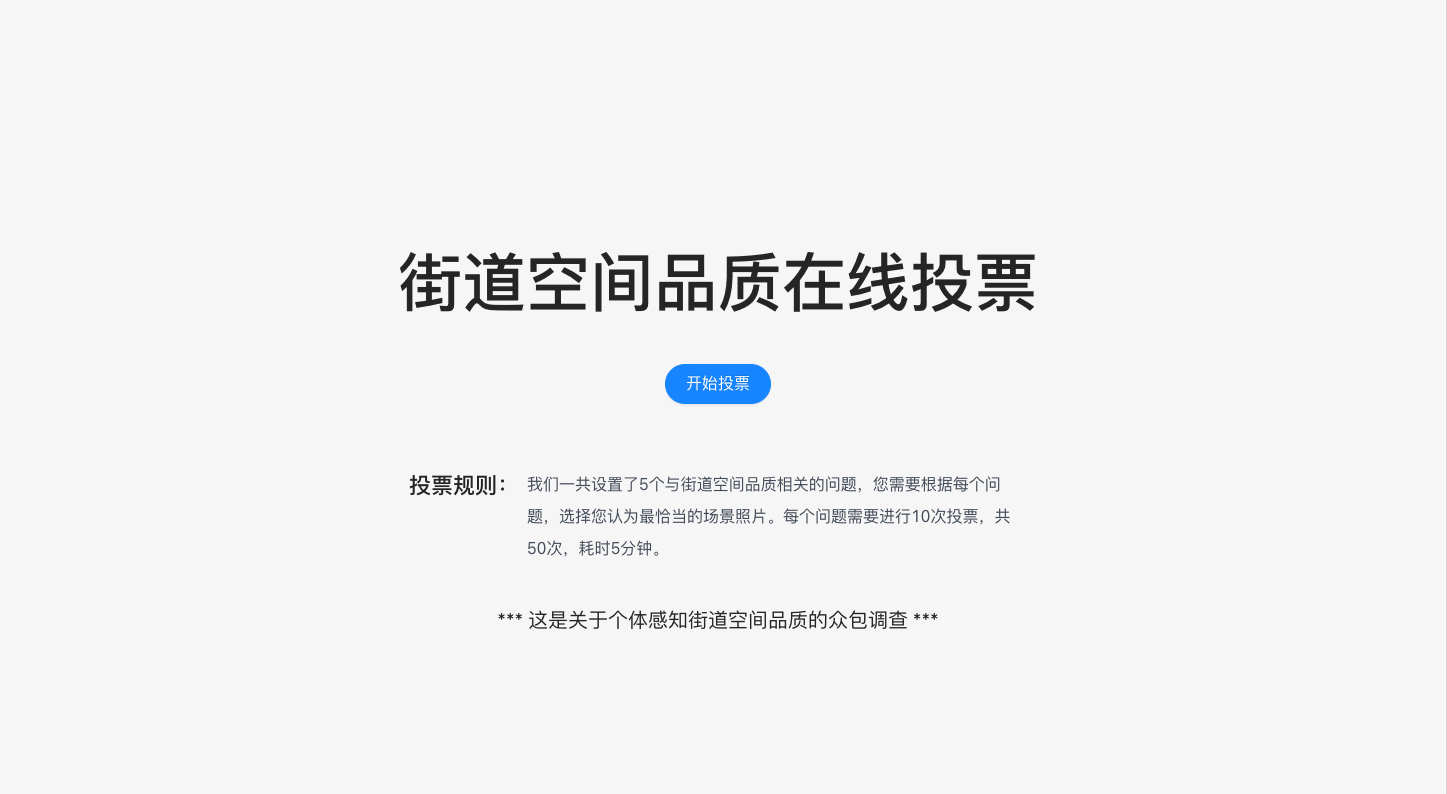 街道空间品质在线投票
开始投票
投票规则： 我们一共设置了5个与街道空间品质相关的问题，您需要根据每个问
题，选择您认为最恰当的场景照片。每个问题需要进行10次投票，共
50次，耗时5分钟。
*** 这是关于个体感知街道空间品质的众包调查 ***